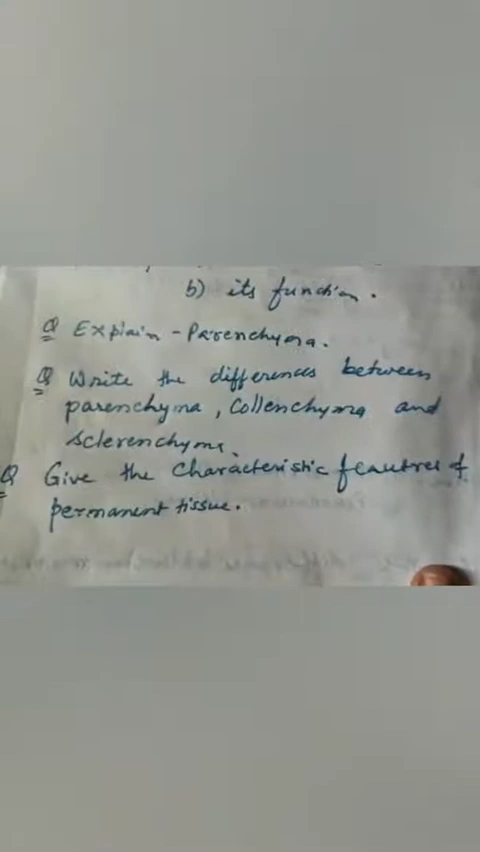 b) its function.
Q Explain - Parenchyma.
Q Write the differences between
parenchyma, Collenchyma and
Sclerenchyma.
Q Give the Characteristic feautres of
permanent tissue.